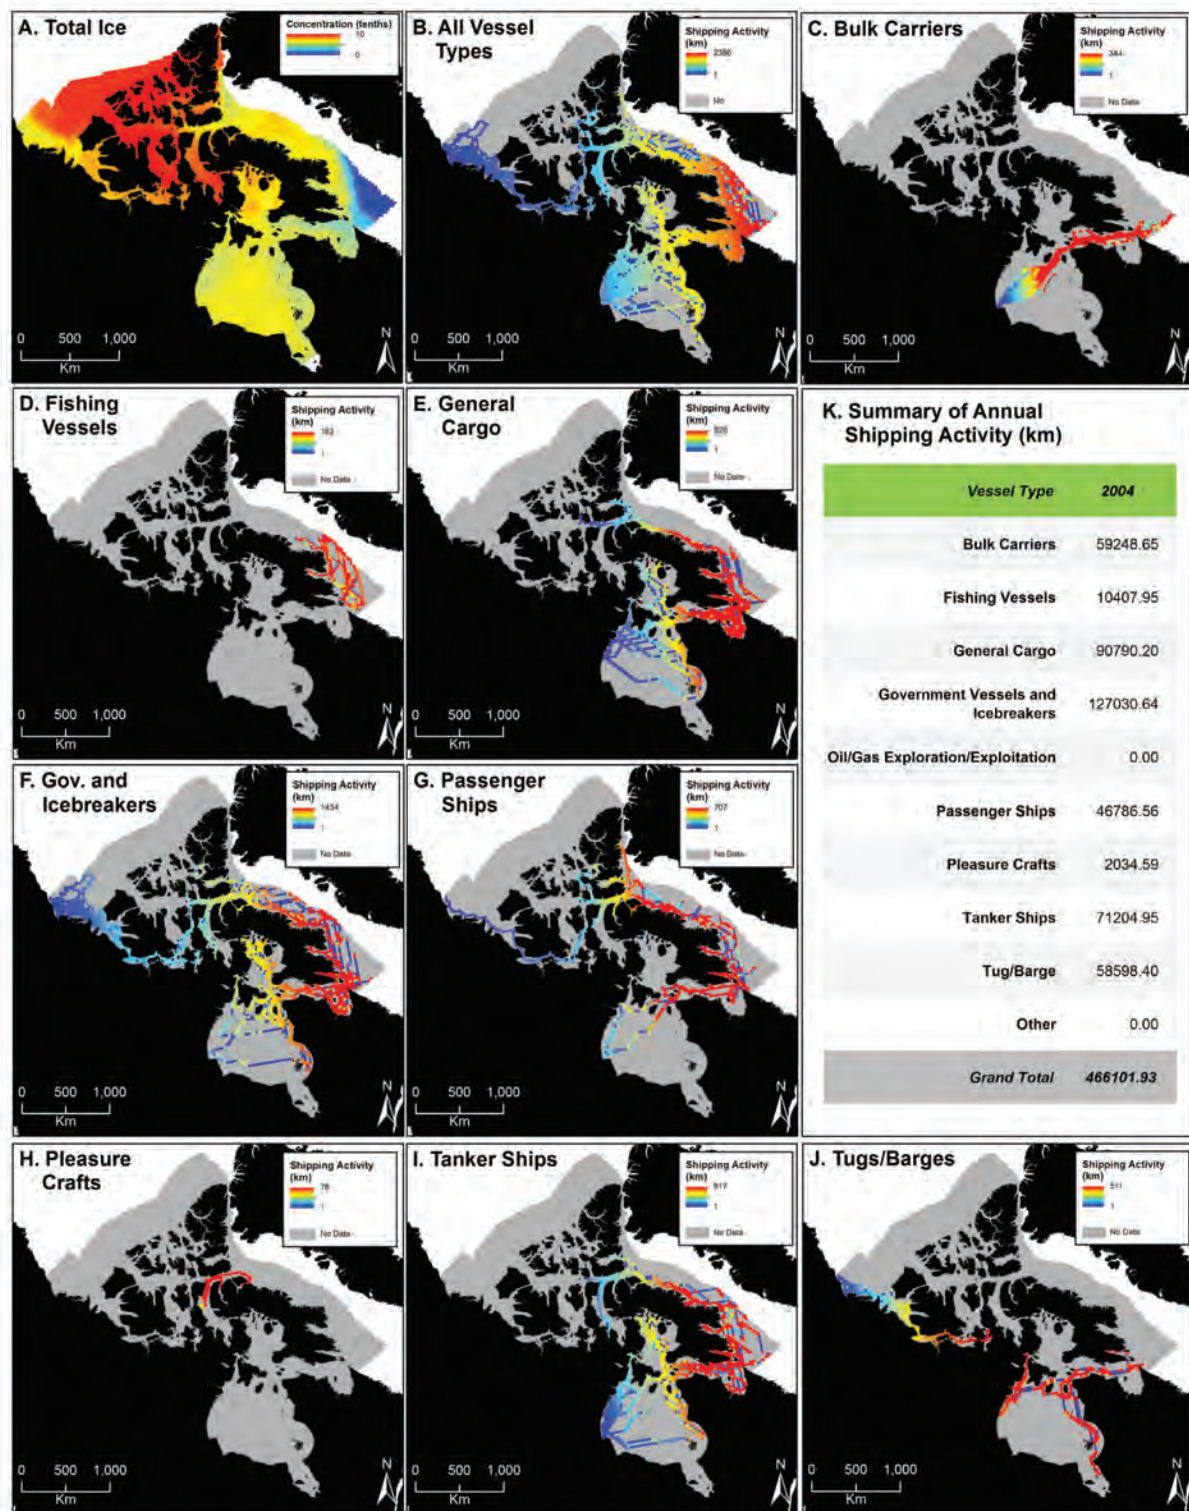 A. Total Ice
Concentration (tenths)
10
0
0 500 1,000
Km
N
B. All Vessel
Types
Shipping Activity
(km)
2386
1
No
0 500 1,000
Km
N
C. Bulk Carriers
Shipping Activity
(km)
344
1
No Data
0 500 1,000
Km
N
D. Fishing
Vessels
Shipping Activity
(km)
1
No Data
0 500 1,000
Km
N
E. General
Cargo
Shipping Activity
(km)
1
No Data
0 500 1,000
Km
N
K. Summary of Annual
Shipping Activity (km)
Vessel Type 2004
Bulk Carriers 59248.65
Fishing Vessels 10407.95
General Cargo 90790.20
Government Vessels and
Icebreakers 127030.64
Oil/Gas Exploration/Exploitation 0.00
Passenger Ships 46786.56
Pleasure Crafts 2034.59
Tanker Ships 71204.95
Tug/Barge 58598.40
Other 0.00
Grand Total 466101.93
F. Gov. and
Icebreakers
Shipping Activity
(km)
1434
1
No Data
0 500 1,000
Km
N
G. Passenger
Ships
Shipping Activity
(km)
707
1
No Data
0 500 1,000
Km
N
H. Pleasure
Crafts
Shipping Activity
(km)
1
No Data
0 500 1,000
Km
N
I. Tanker Ships
Shipping Activity
(km)
1
No Data
0 500 1,000
Km
N
J. Tugs/Barges
Shipping Activity
(km)
511
1
No Data
0 500 1,000
Km
N